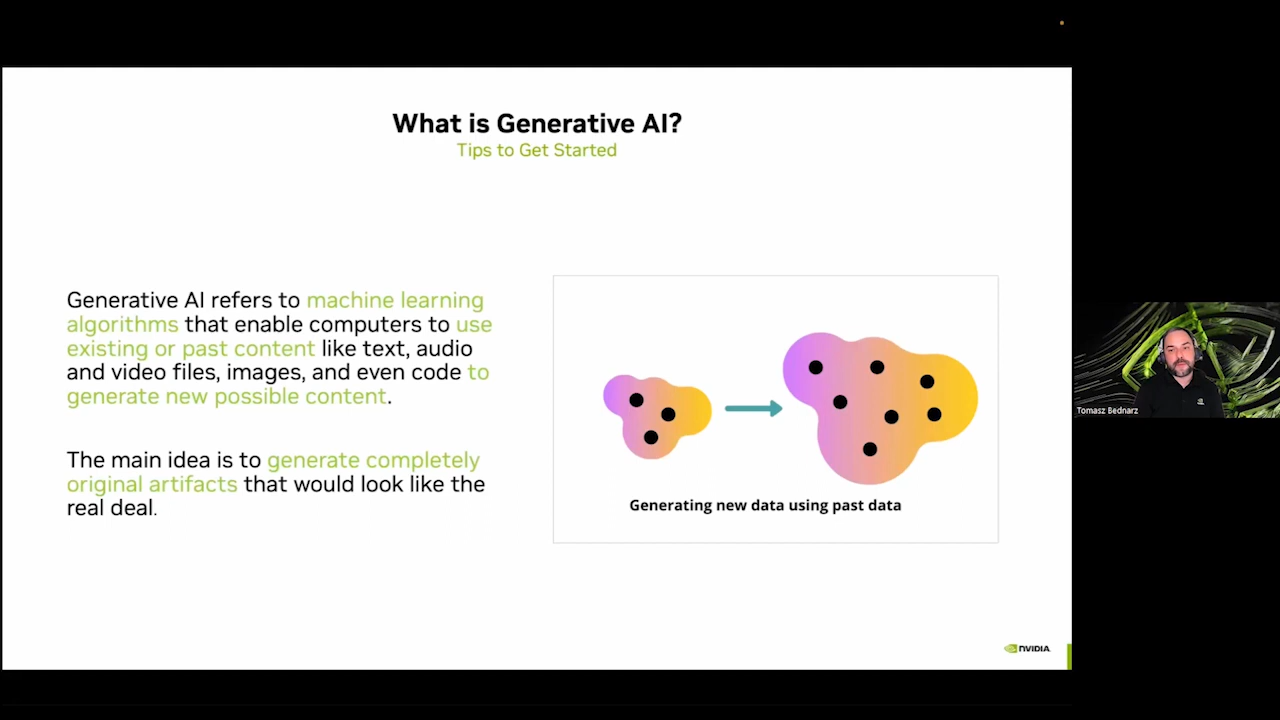 What is Generative AI?
Tips to Get Started
Generative AI refers to machine learning
algorithms that enable computers to use
existing or past content like text, audio
and video files, images, and even code to
generate new possible content.
The main idea is to generate completely
original artifacts that would look like the
real deal.
Generating new data using past data
NVIDIA
Tomasz Bednarz